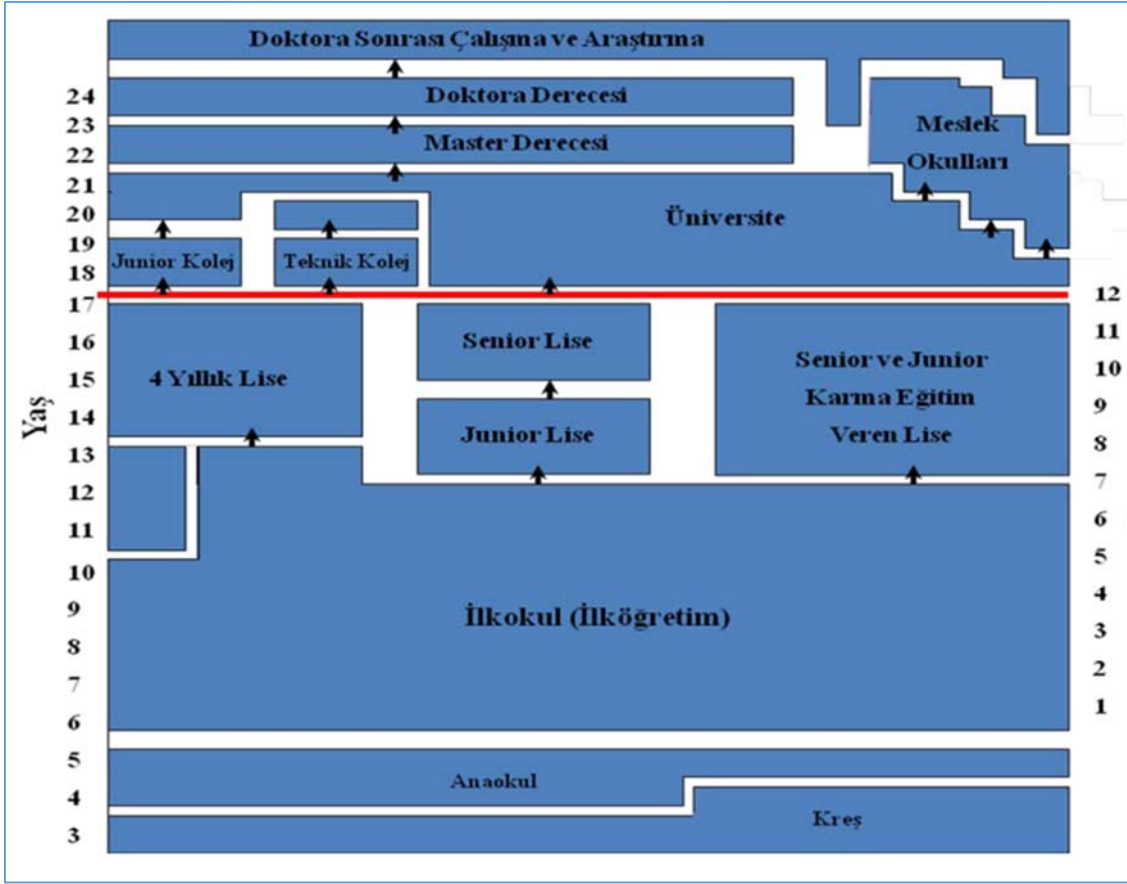 Doktora Sonrası Çalışma ve Araştırma
24
Doktora Derecesi
23
Master Derecesi
22
Meslek
Okulları
21
20
Üniversite
19
Junior Kolej
Teknik Kolej
18
17
12
16
Senior Lise
11
15
4 Yıllık Lise
10
Senior ve Junior
Karma Eğitim
Veren Lise
14
Junior Lise
9
8
Yaş
13
7
12
6
11
5
10
4
9
İlkokul (İlköğretim)
3
8
2
7
1
6
5
Anaokul
4
Kreş
3